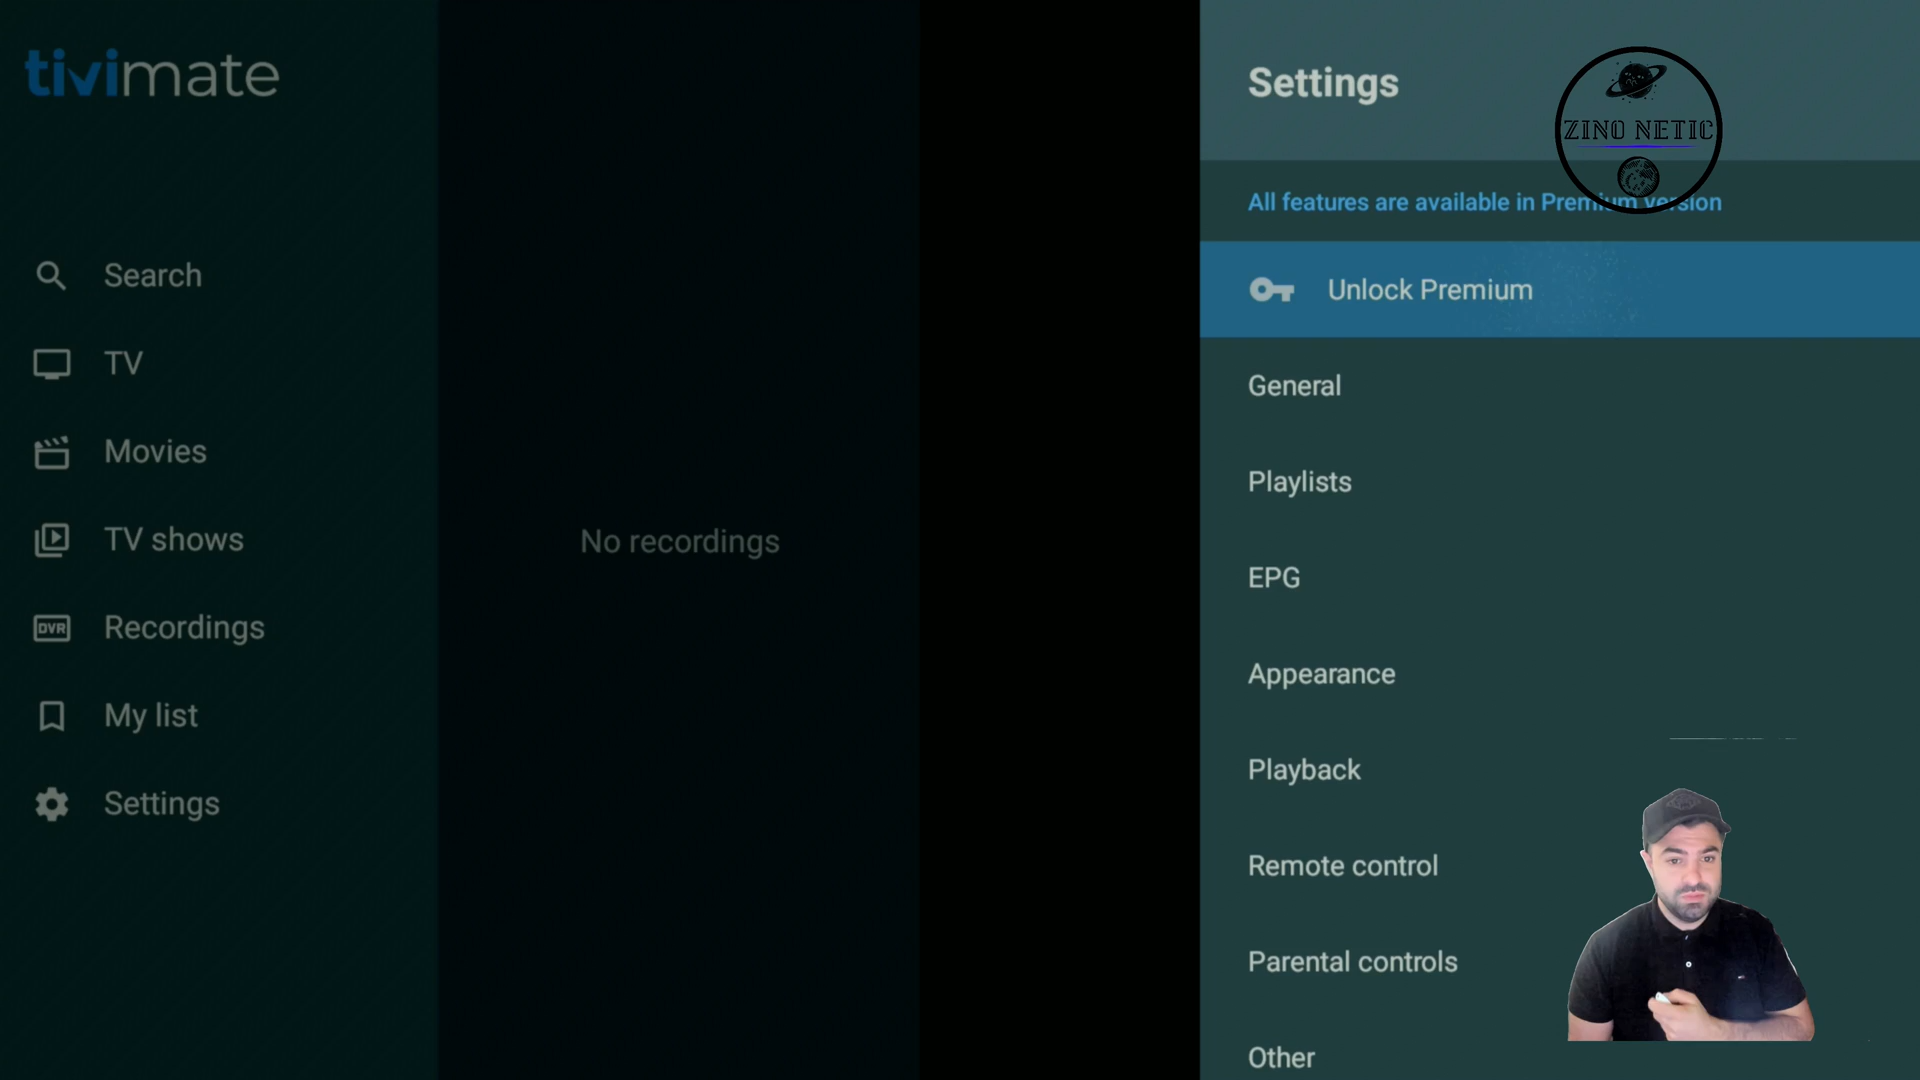 tivimate
Search
TV
Movies
TV shows
DVR
Recordings
My list
Settings
No recordings
Settings
ZINO NETIC
All features are available in Premium version
Unlock Premium
General
Playlists
EPG
Appearance
Playback
Remote control
Parental controls
Other